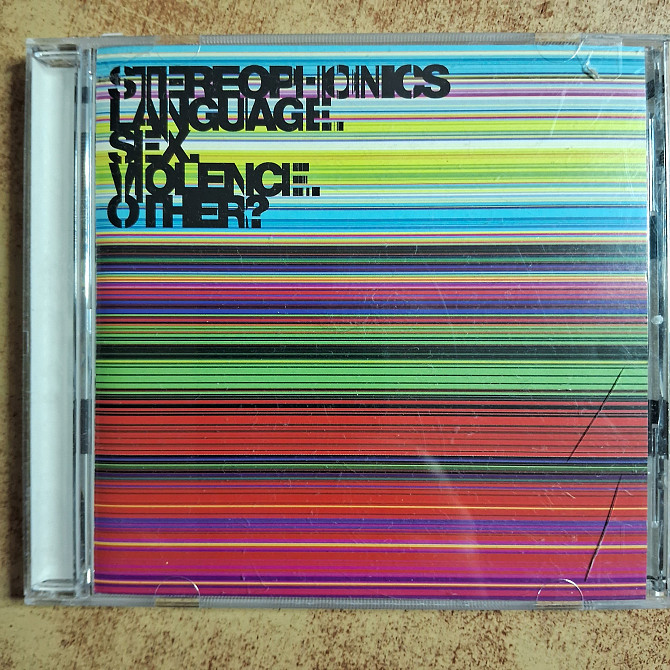 STEREOPHONICS
LANGUAGE.
SEX.
VIOLENCE.
OTHER?